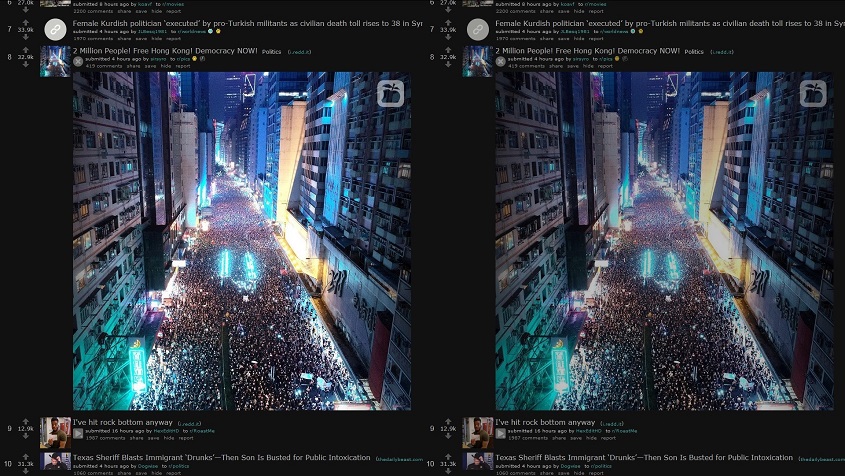 6 27.0k
submitted 8 hours ago by koavf to r/movies
2200 comments share save hide report
7 33.9k Female Kurdish politician 'executed' by pro-Turkish militants as civilian death toll rises to 38 in Syr
submitted 4 hours ago by to r/worldnews
1970 comments share save hide report
8 32.9k 2 Million People! Free Hong Kong! Democracy NOW! Politics (i.redd.it)
submitted 4 hours ago by to r/pics
419 comments share save hide report
9 12.9k I've hit rock bottom anyway (i.redd.it)
submitted 16 hours ago by HexEditHD to r/RoastMe
1987 comments share save hide report
10 31.3k Texas Sheriff Blasts Immigrant 'Drunks'—Then Son Is Busted for Public Intoxication (thedailybeast.com)
submitted 4 hours ago by Dogwise to r/politics
1060 comments share save hide report
6 27.0k
submitted 8 hours ago by koavf to r/movies
2200 comments share save hide report
7 33.9k Female Kurdish politician 'executed' by pro-Turkish militants as civilian death toll rises to 38 in Syr
submitted 4 hours ago by to r/worldnews
1970 comments share save hide report
8 32.9k 2 Million People! Free Hong Kong! Democracy NOW! Politics (i.redd.it)
submitted 4 hours ago by to r/pics
419 comments share save hide report
9 12.9k I've hit rock bottom anyway (i.redd.it)
submitted 16 hours ago by HexEditHD to r/RoastMe
1987 comments share save hide report
10 31.3k Texas Sheriff Blasts Immigrant 'Drunks'—Then Son Is Busted for Public Intoxication (thedailybeast.com)
submitted 4 hours ago by Dogwise to r/politics
1060 comments share save hide report